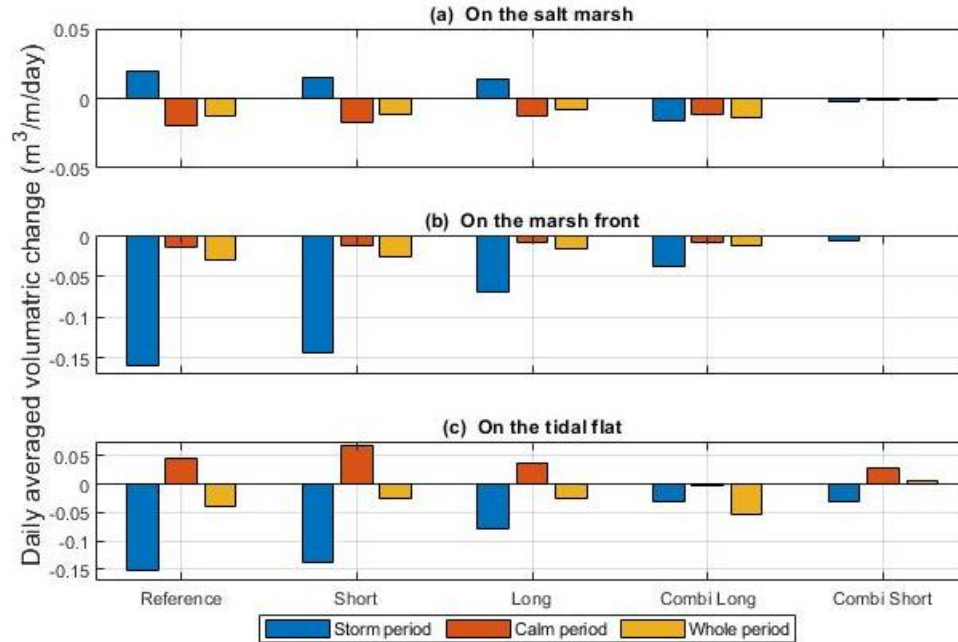 (a) On the salt marsh
0.05
0
-0.05
Daily averaged volumatric change (m³/m/day)
(b) On the marsh front
0
-0.05
-0.1
-0.15
(c) On the tidal flat
0.05
0
-0.05
-0.1
-0.15
Reference Short Long Combi Long Combi Short
Storm period Calm period Whole period